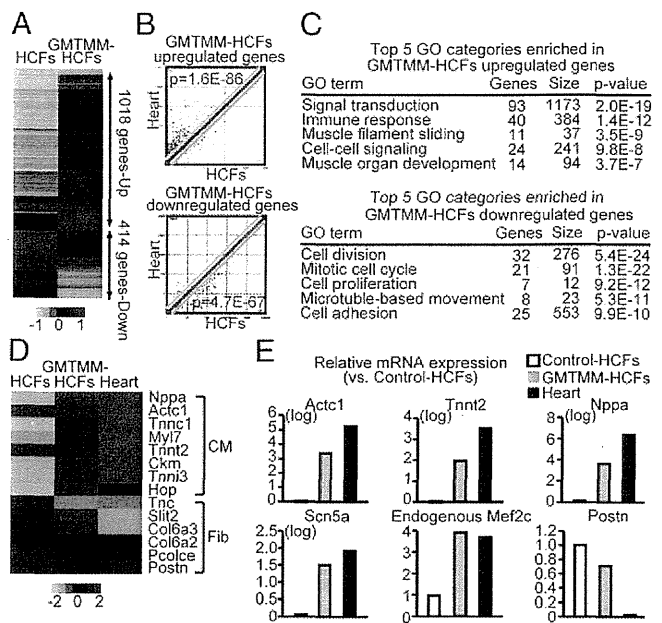 A
HCFs
GMTMM-
HCFs
1018 genes-Up
414 genes-Down
-1 0 1
B
GMTMM-HCFs
upregulated genes
p=1.6E-86
Heart
HCFs
GMTMM-HCFs
downregulated genes
p=4.7E-67
Heart
HCFs
C
Top 5 GO categories enriched in
GMTMM-HCFs upregulated genes
GO term Genes Size p-value
Signal transduction 93 1173 2.0E-19
Immune response 40 384 1.4E-12
Muscle filament sliding 11 37 3.5E-9
Cell-cell signaling 24 241 9.8E-8
Muscle organ development 14 94 3.7E-7
Top 5 GO categories enriched in
GMTMM-HCFs downregulated genes
GO term Genes Size p-value
Cell division 32 276 5.4E-24
Mitotic cell cycle 21 91 1.3E-22
Cell proliferation 7 12 9.2E-12
Microtuble-based movement 8 23 5.3E-11
Cell adhesion 25 553 9.9E-10
D
HCFs
GMTMM-
HCFs
Heart
Nppa
Actc1
Tnnc1
Myl7
Tnnt2
Ckm
Tnni3
Hop
CM
Tnc
Slit2
Col6a3
Col6a2
Pcolce
Postn
Fib
-2 0 2
E
Relative mRNA expression
(vs. Control-HCFs)
Control-HCFs
GMTMM-HCFs
Heart
Actc1
(log)
6
5
4
3
2
1
0
Tnnt2
(log)
4
3
2
1
0
Nppa
(log)
8
6
4
2
0
Scn5a
(log)
2.5
2.0
1.5
1.0
0.5
0
Endogenous Mef2c
4
2
0
Postn
1.2
1.0
0.8
0.6
0.4
0.2
0